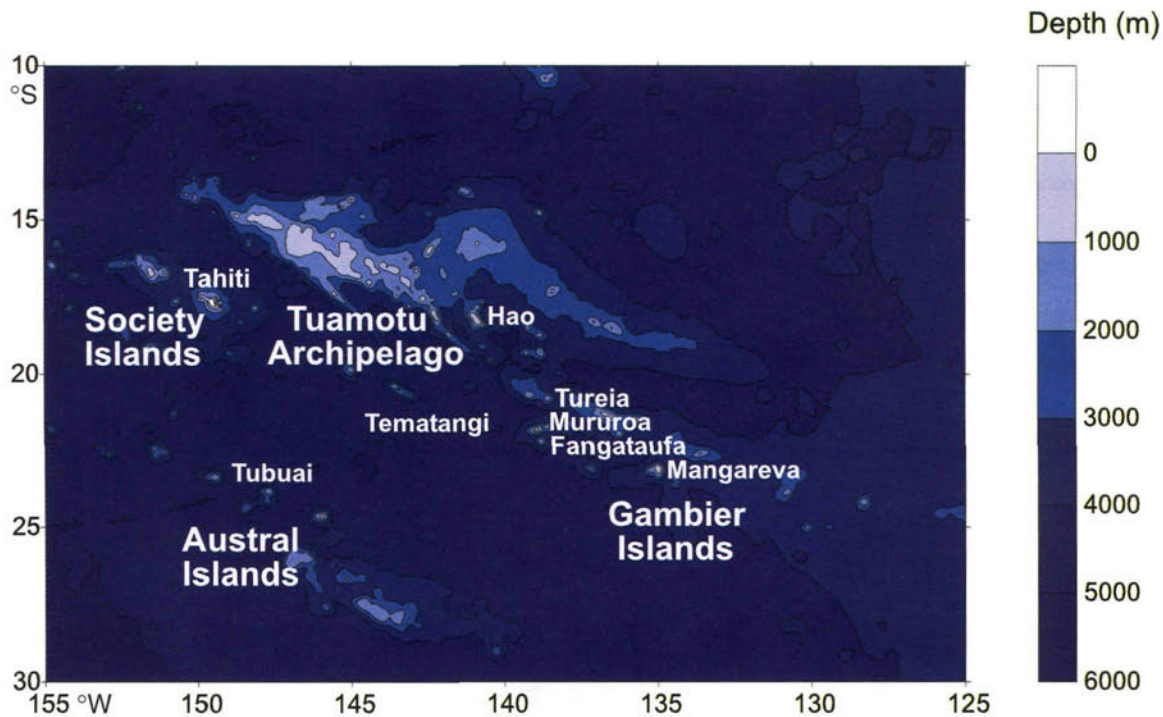 Depth (m)
10
°S
15
20
25
30
155 °W
150
145
140
135
130
125
Tahiti
Society
Islands
Tuamotu
Archipelago
Hao
Tureia
Tematangi
Mururoa
Fangataufa
Mangareva
Tubuai
Gambier
Islands
Austral
Islands
0
1000
2000
3000
4000
5000
6000